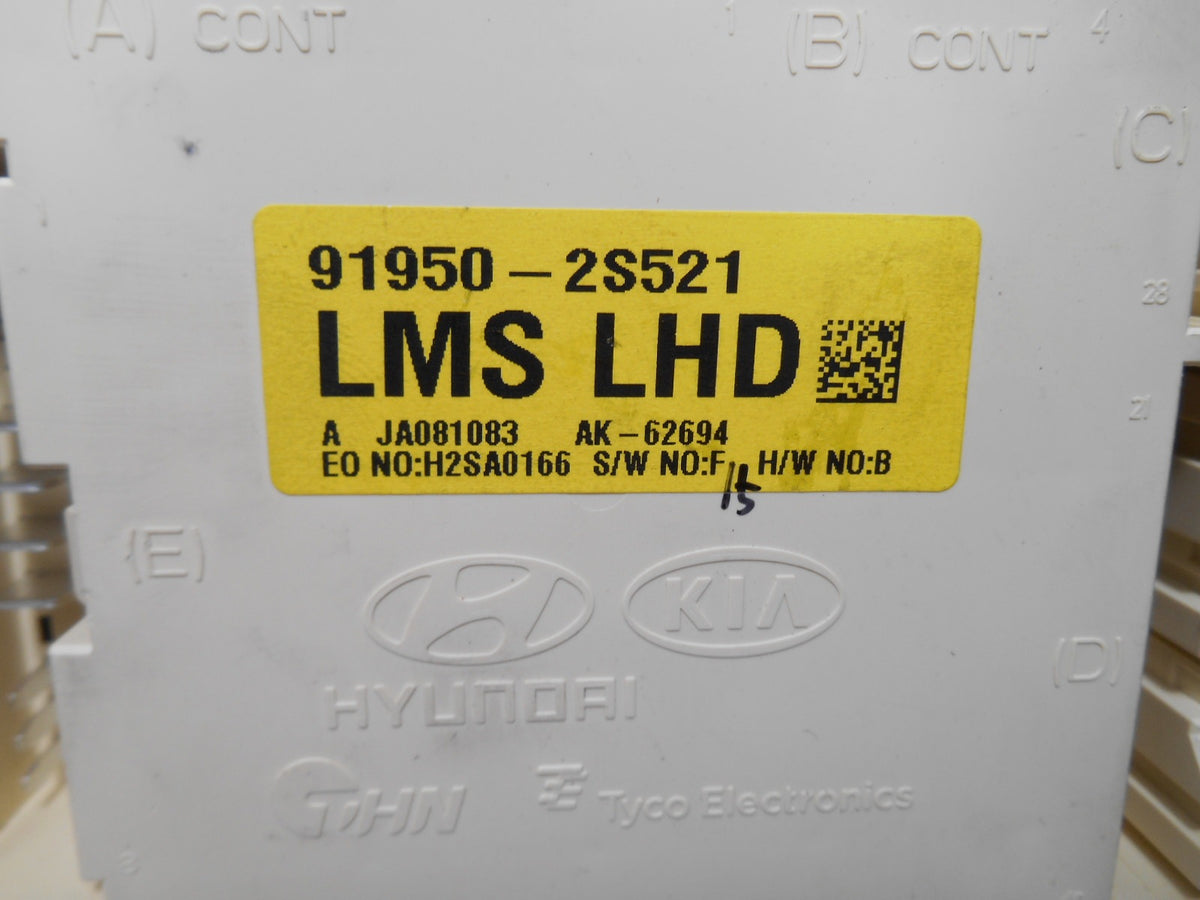 (A) CONT
1 (B) CONT 4
(C)
91950-2S521
LMS LHD
28
21
A JA081083 AK-62694
EO NO:H2SA0166 S/W NO:F H/W NO:B
15
(E)
KIA
(D)
HYUNDAI
THN
Tyco Electronics